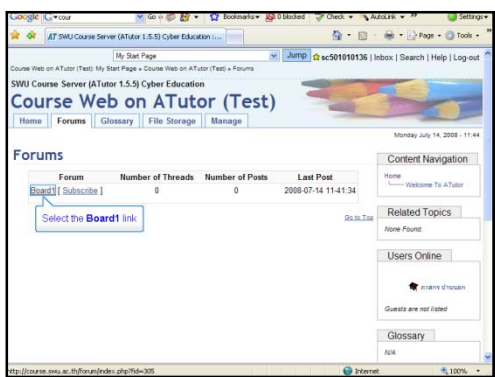 Google cour Go Bookmarks 0 blocked Check AutoLink Settings
SWU Course Server (ATutor 1.5.5) Cyber Education :... Page Tools
My Start Page Jump sc501010136 | Inbox | Search | Help | Log-out
Course Web on ATutor (Test): My Start Page » Course Web on ATutor (Test) » Forums
SWU Course Server (ATutor 1.5.5) Cyber Education
Course Web on ATutor (Test)
Home Forums Glossary File Storage Manage
Monday July 14, 2008 - 11:44
Forums
Forum Number of Threads Number of Posts Last Post
Board1 [ Subscribe ] 0 0 2008-07-14 11:41:34
Select the Board1 link
Go to Top
Content Navigation
Home
Welcome To ATutor
Related Topics
None Found.
Users Online
Guests are not listed
Glossary
N/A
http://course.swu.ac.th/forum/index.php?fid=305 Internet 100%